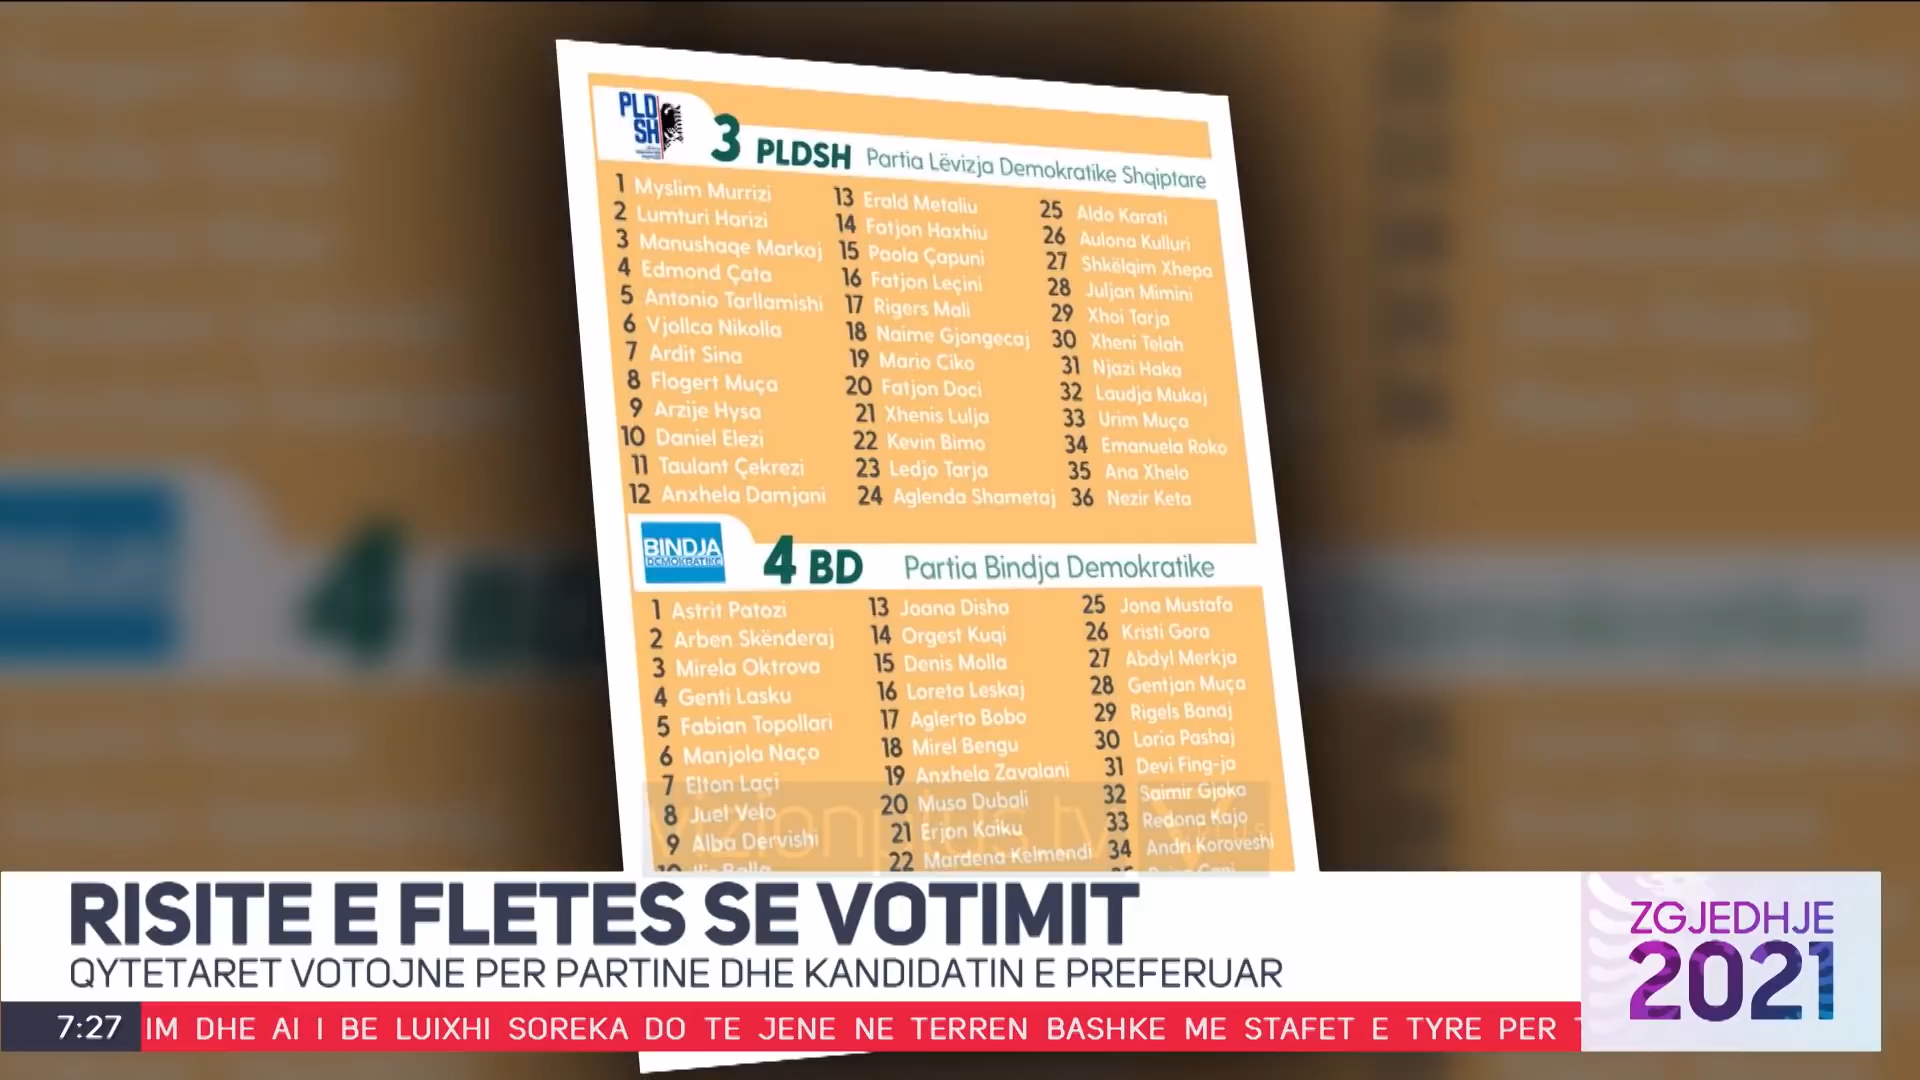 PLD
SH
3 PLDSH Partia Lëvizja Demokratike Shqiptare
1 Myslim Murrizi
2 Lumturi Harizi
3 Manushaqe Markaj
4 Edmond Çata
5 Antonio Tarllamishi
6 Vjollca Nikolla
7 Ardit Sina
8 Flogert Muça
9 Arzije Hysa
10 Daniel Elezi
11 Taulant Çekrezi
12 Anxhela Damjani
13 Erald Metaliu
14 Fatjon Haxhiu
15 Paola Çapuni
16 Fatjon Leçini
17 Rigers Mali
18 Naime Gjongecaj
19 Mario Ciko
20 Fatjon Doci
21 Xhenis Lulja
22 Kevin Bimo
23 Ledjo Tarja
24 Aglenda Shametaj
25 Aldo Karati
26 Aulona Kulluri
27 Shkëlqim Xhepa
28 Juljan Mimini
29 Xhoi Tarja
30 Xheni Telah
31 Njazi Haka
32 Laudja Mukaj
33 Urim Muça
34 Emanuela Roko
35 Ana Xhelo
36 Nezir Keta
BINDJA
DEMOKRATIKE
4 BD Partia Bindja Demokratike
1 Astrit Patozi
2 Arben Skënderaj
3 Mirela Oktrova
4 Genti Lasku
5 Fabian Topollari
6 Manjola Naço
7 Elton Laçi
8 Juel Velo
9 Alba Dervishi
13 Joana Disha
14 Orgest Kuqi
15 Denis Molla
16 Loreta Leskaj
17 Aglerto Bobo
18 Mirel Bengu
19 Anxhela Zavalani
20 Musa Dubali
21 Erjon Kaiku
22 Mardena Kelmendi
25 Jona Mustafa
26 Kristi Gora
27 Abdyl Merkja
28 Gentjan Muça
29 Rigels Banaj
30 Loria Pashaj
31 Devi Fing-ja
32 Saimir Gjoka
33 Redona Kajo
34 Andri Koroveshi
vizionplus.tv
RISITE E FLETES SE VOTIMIT
QYTETARET VOTOJNE PER PARTINE DHE KANDIDATIN E PREFERUAR
ZGJEDHJE
2021
7:27 IM DHE AI I BE LUIXHI SOREKA DO TE JENE NE TERREN BASHKE ME STAFET E TYRE PER